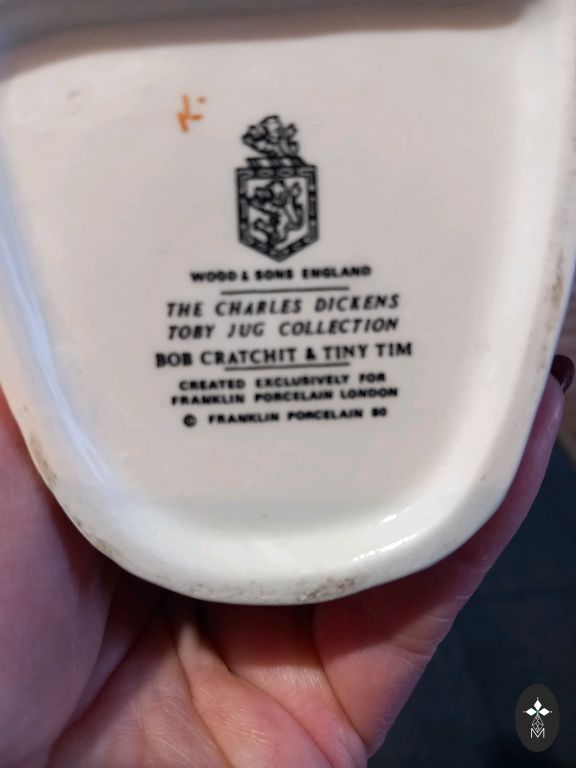 WOOD & SONS ENGLAND
THE CHARLES DICKENS
TOBY JUG COLLECTION
BOB CRATCHIT & TINY TIM
CREATED EXCLUSIVELY FOR
FRANKLIN PORCELAIN LONDON
© FRANKLIN PORCELAIN 80
M